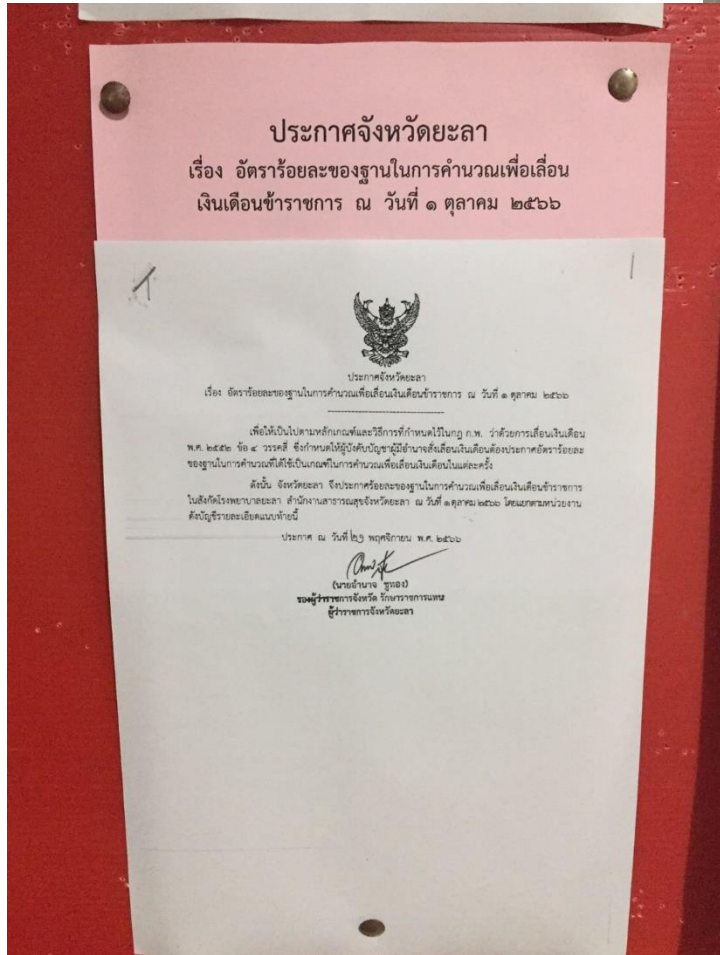 ประกาศจังหวัดยะลา
เรื่อง อัตราร้อยละของฐานในการคำนวณเพื่อเลื่อน
เงินเดือนข้าราชการ ณ วันที่ ๑ ตุลาคม ๒๕๖๖
ประกาศจังหวัดยะลา
เรื่อง อัตราร้อยละของฐานในการคำนวณเพื่อเลื่อนเงินเดือนข้าราชการ ณ วันที่ ๑ ตุลาคม ๒๕๖๖
เพื่อให้เป็นไปตามหลักเกณฑ์และวิธีการที่กำหนดไว้ในกฎ ก.พ. ว่าด้วยการเลื่อนเงินเดือน
พ.ศ. ๒๕๕๒ ข้อ ๔ วรรคสี่ ซึ่งกำหนดให้ผู้บังคับบัญชาผู้มีอำนาจสั่งเลื่อนเงินเดือนต้องประกาศอัตราร้อยละ
ของฐานในการคำนวณที่ได้ใช้เป็นเกณฑ์ในการคำนวณเพื่อเลื่อนเงินเดือนในแต่ละครั้ง
ดังนั้น จังหวัดยะลา จึงประกาศร้อยละของฐานในการคำนวณเพื่อเลื่อนเงินเดือนข้าราชการ
ในสังกัดโรงพยาบาลยะลา สำนักงานสาธารณสุขจังหวัดยะลา ณ วันที่ ๑ ตุลาคม ๒๕๖๖ โดยแยกตามหน่วยงาน
ดังบัญชีรายละเอียดแนบท้ายนี้
ประกาศ ณ วันที่ ๒๑ พฤศจิกายน พ.ศ. ๒๕๖๖
(นายอำนาจ ชูทอง)
รองผู้ว่าราชการจังหวัด รักษาราชการแทน
ผู้ว่าราชการจังหวัดยะลา